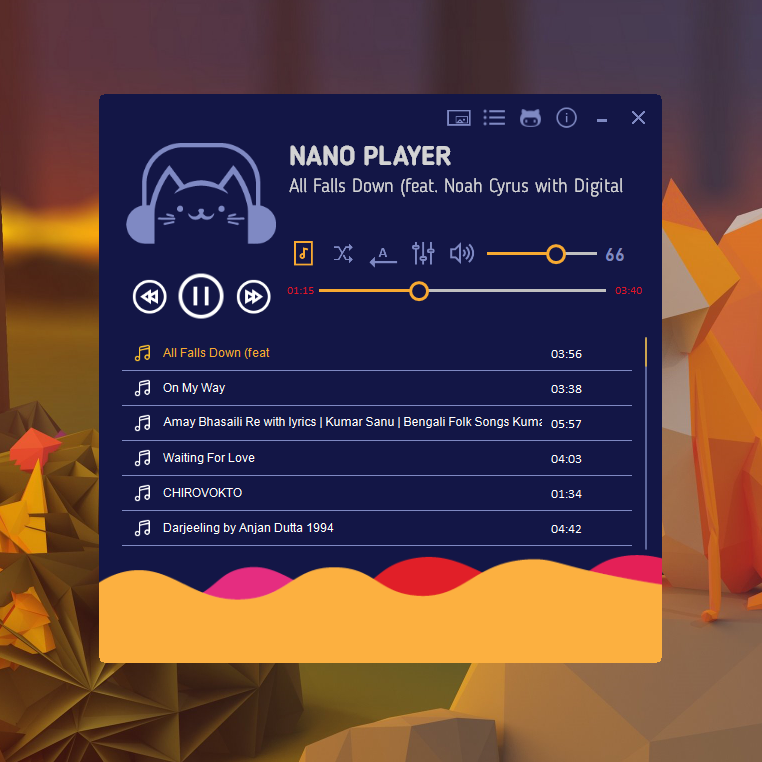 NANO PLAYER
All Falls Down (feat. Noah Cyrus with Digital
A
66
01:15 03:40
All Falls Down (feat 03:56
On My Way 03:38
Amay Bhasaili Re with lyrics | Kumar Sanu | Bengali Folk Songs Kuma 05:57
Waiting For Love 04:03
CHIROVOKTO 01:34
Darjeeling by Anjan Dutta 1994 04:42